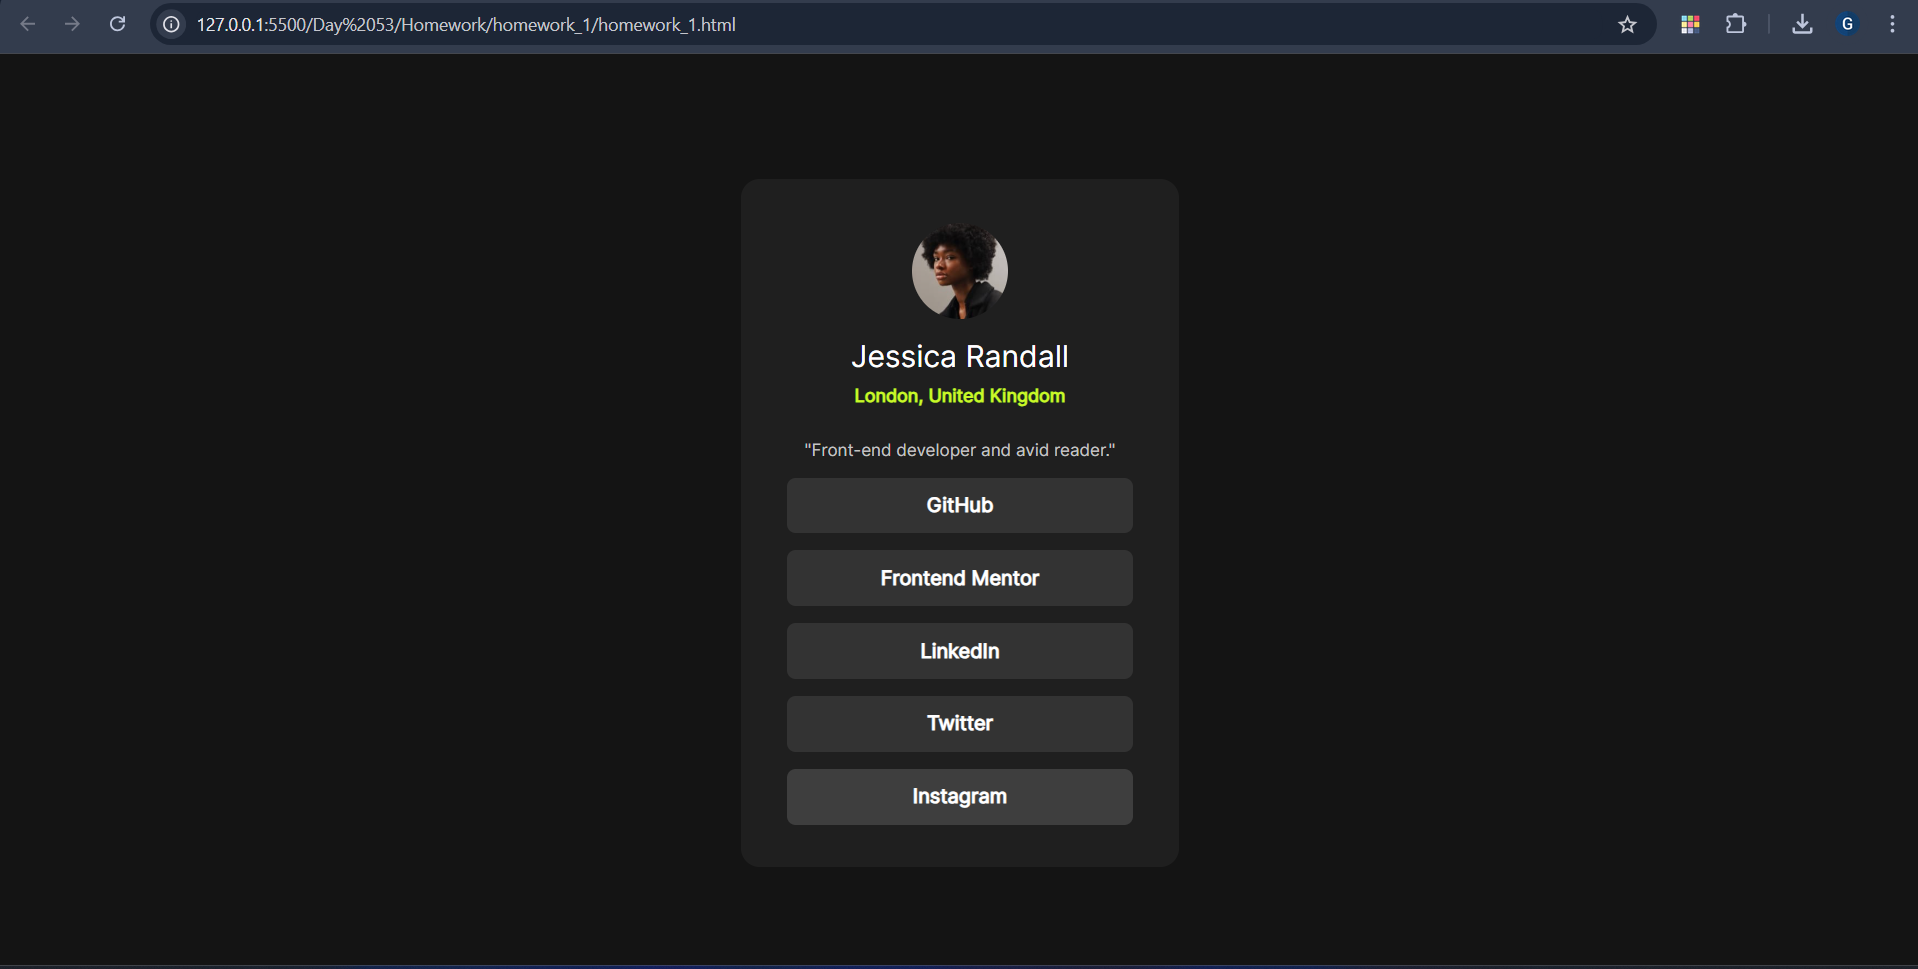 127.0.0.1:5500/Day%2053/Homework/homework_1/homework_1.html
G
Jessica Randall
London, United Kingdom
"Front-end developer and avid reader."
GitHub
Frontend Mentor
LinkedIn
Twitter
Instagram